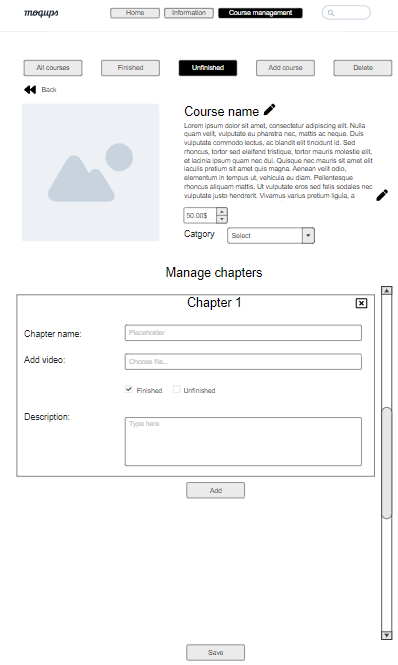 moqups
Home Information Course management
All courses Finished Unfinished Add course Delete
Back
Course name
Lorem ipsum dolor sit amet, consectetur adipiscing elit. Nulla
quam velit, vulputate eu pharetra nec, mattis ac neque. Duis
vulputate commodo lectus, ac blandit elit tincidunt id. Sed
rhoncus, tortor sed eleifend tristique, tortor mauris molestie elit,
et lacinia ipsum quam nec dui. Quisque nec mauris sit amet elit
iaculis pretium sit amet quis magna. Aenean velit odio,
elementum in tempus ut, vehicula eu diam. Pellentesque
rhoncus aliquam mattis. Ut vulputate eros sed felis sodales nec
vulputate justo hendrerit. Vivamus varius pretium ligula, a
50.00$
Catgory Select
Manage chapters
Chapter 1
Chapter name: Placeholder
Add video: Choose file...
Finished Unfinished
Description: Type here
Add
Save